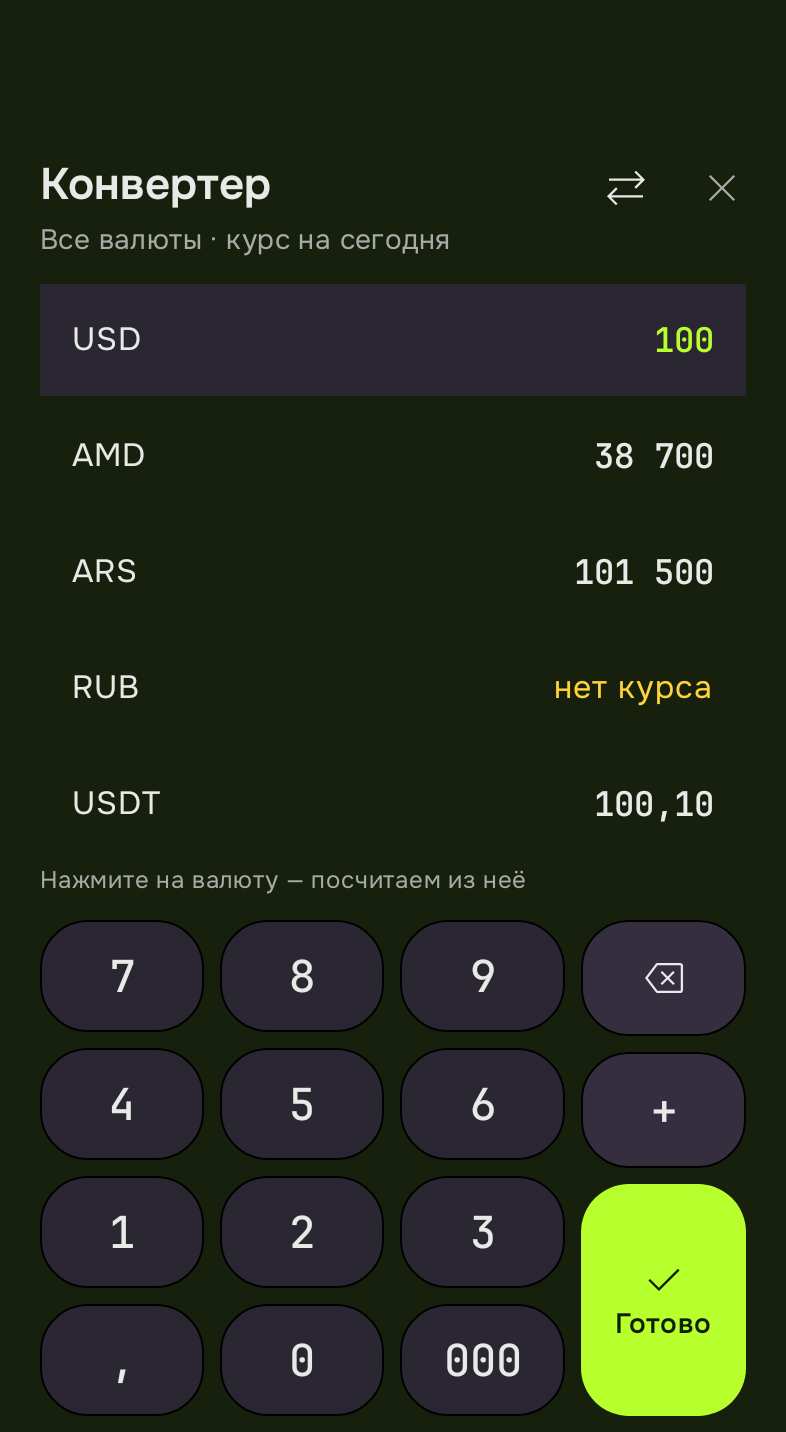 Конвертер
Все валюты · курс на сегодня
USD 100
AMD 38 700
ARS 101 500
RUB нет курса
USDT 100,10
Нажмите на валюту — посчитаем из неё
7 8 9
4 5 6 +
1 2 3
Готово
, 0 000